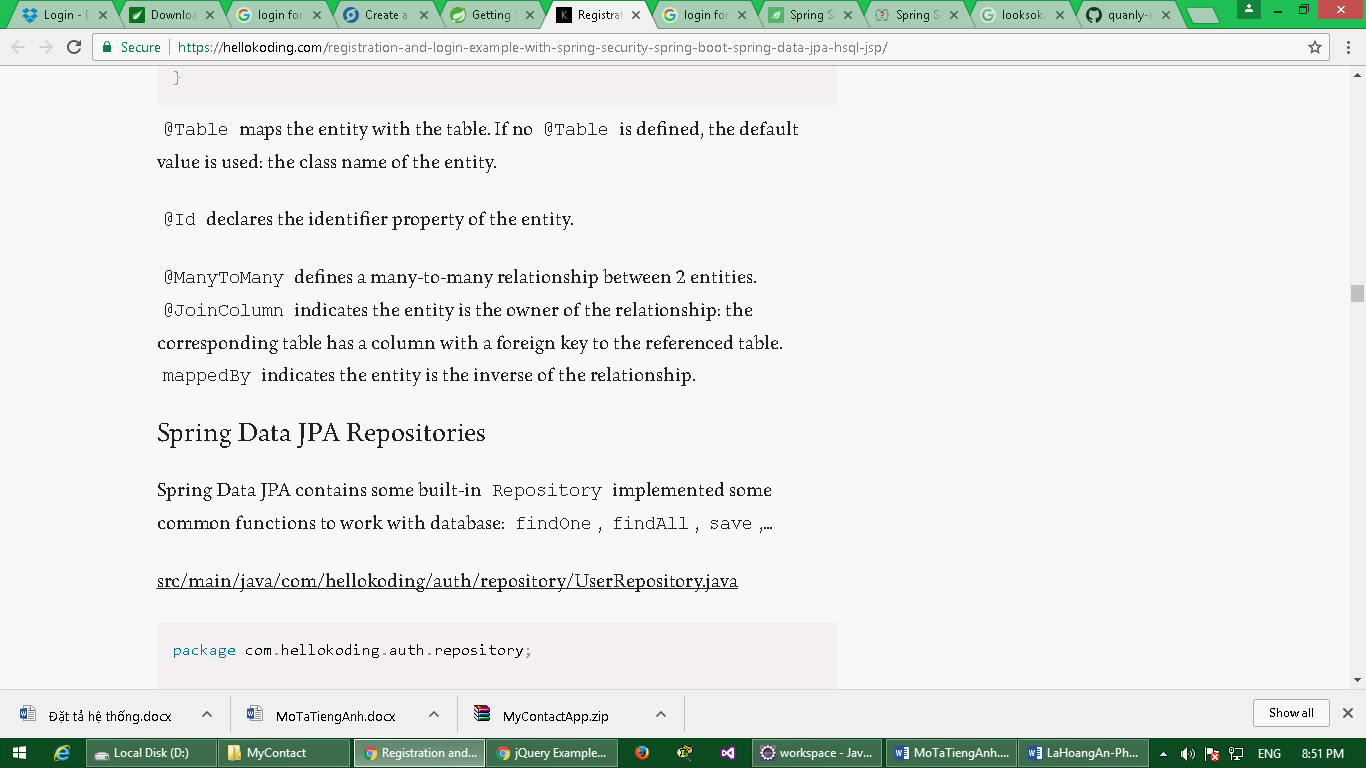 Login - D
Downloa
login for
Create a
Getting S
Registrat
login for
Spring Se
Spring Se
looksok.
quanly-c
Secure
https://hellokoding.com/registration-and-login-example-with-spring-security-spring-boot-spring-data-jpa-hsql-jsp/
}
@Table maps the entity with the table. If no @Table is defined, the default
value is used: the class name of the entity.
@Id declares the identifier property of the entity.
@ManyToMany defines a many-to-many relationship between 2 entities.
@JoinColumn indicates the entity is the owner of the relationship: the
corresponding table has a column with a foreign key to the referenced table.
mappedBy indicates the entity is the inverse of the relationship.
Spring Data JPA Repositories
Spring Data JPA contains some built-in Repository implemented some
common functions to work with database: findOne , findAll , save ,...
src/main/java/com/hellokoding/auth/repository/UserRepository.java
package com.hellokoding.auth.repository;
Đặt tả hệ thống.docx
MoTaTiengAnh.docx
MyContactApp.zip
Show all
Local Disk (D:)
MyContact
Registration and...
jQuery Example...
workspace - Jav...
MoTaTiengAnh....
LaHoangAn-Ph...
ENG
8:51 PM